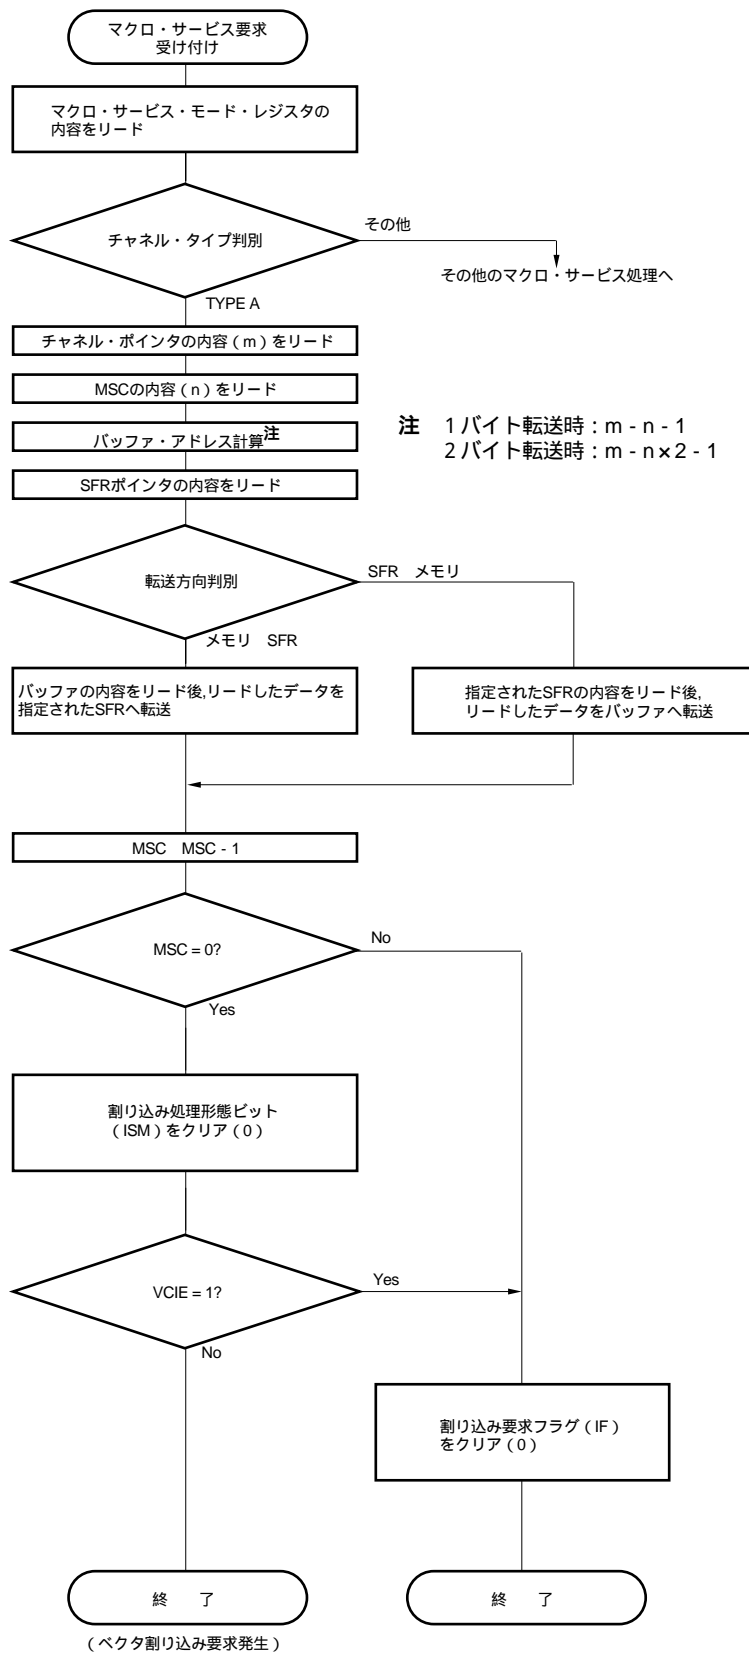 マクロ・サービス要求
受け付け
マクロ・サービス・モード・レジスタの
内容をリード
チャネル・タイプ判別
その他
その他のマクロ・サービス処理へ
TYPE A
チャネル・ポインタの内容（m）をリード
MSCの内容（n）をリード
バッファ・アドレス計算注
注 1バイト転送時：m - n - 1
2バイト転送時：m - n×2 - 1
SFRポインタの内容をリード
転送方向判別
SFR メモリ
メモリ SFR
バッファの内容をリード後,リードしたデータを
指定されたSFRへ転送
指定されたSFRの内容をリード後,
リードしたデータをバッファへ転送
MSC MSC - 1
MSC = 0?
No
Yes
割り込み処理形態ビット
（ISM）をクリア（0）
VCIE = 1?
Yes
No
割り込み要求フラグ（IF）
をクリア（0）
終 了
終 了
（ベクタ割り込み要求発生）